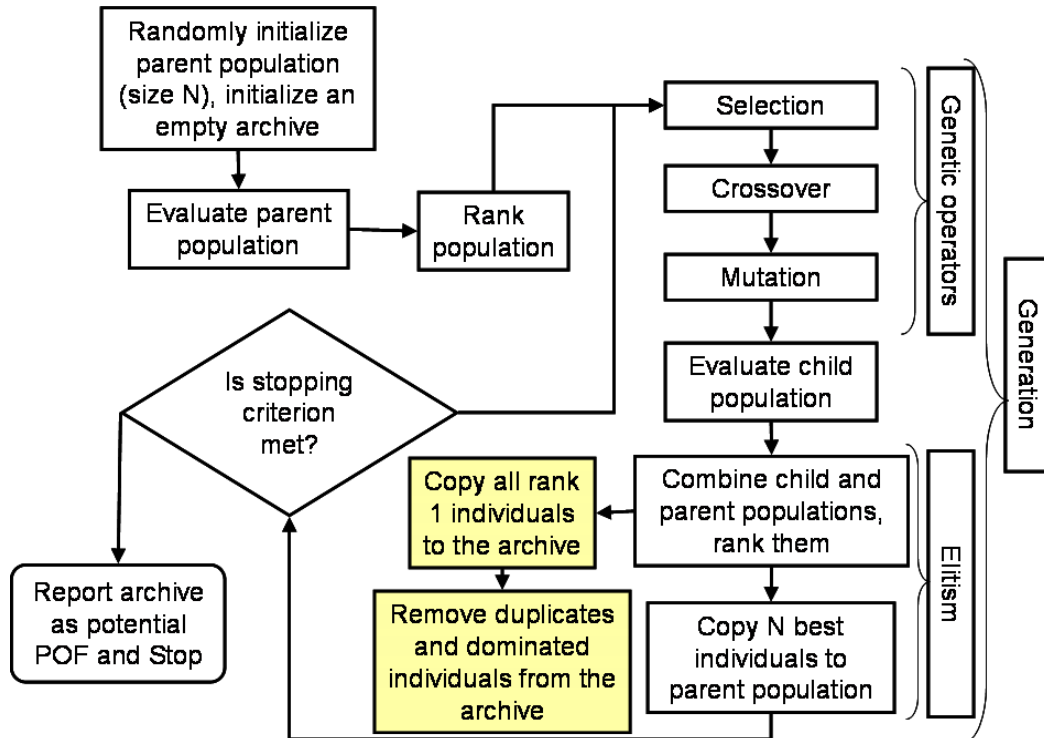 Randomly initialize
parent population
(size N), initialize an
empty archive
Evaluate parent
population
Rank
population
Selection
Crossover
Mutation
Evaluate child
population
Combine child and
parent populations,
rank them
Copy N best
individuals to
parent population
Copy all rank
1 individuals
to the archive
Remove duplicates
and dominated
individuals from the
archive
Is stopping
criterion
met?
Report archive
as potential
POF and Stop
Genetic operators
Elitism
Generation